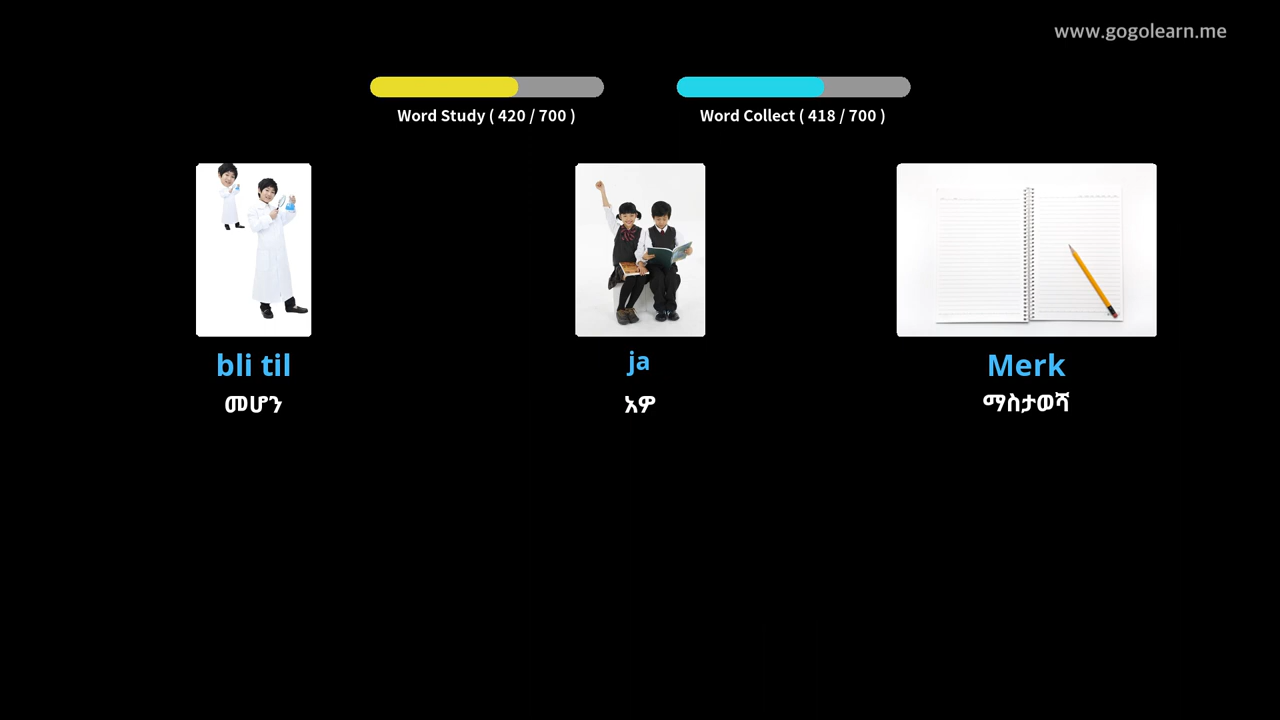 www.gogolearn.me
Word Study ( 420 / 700 )
Word Collect ( 418 / 700 )
bli til
መሆን
ja
አዎ
Merk
ማስታወሻ